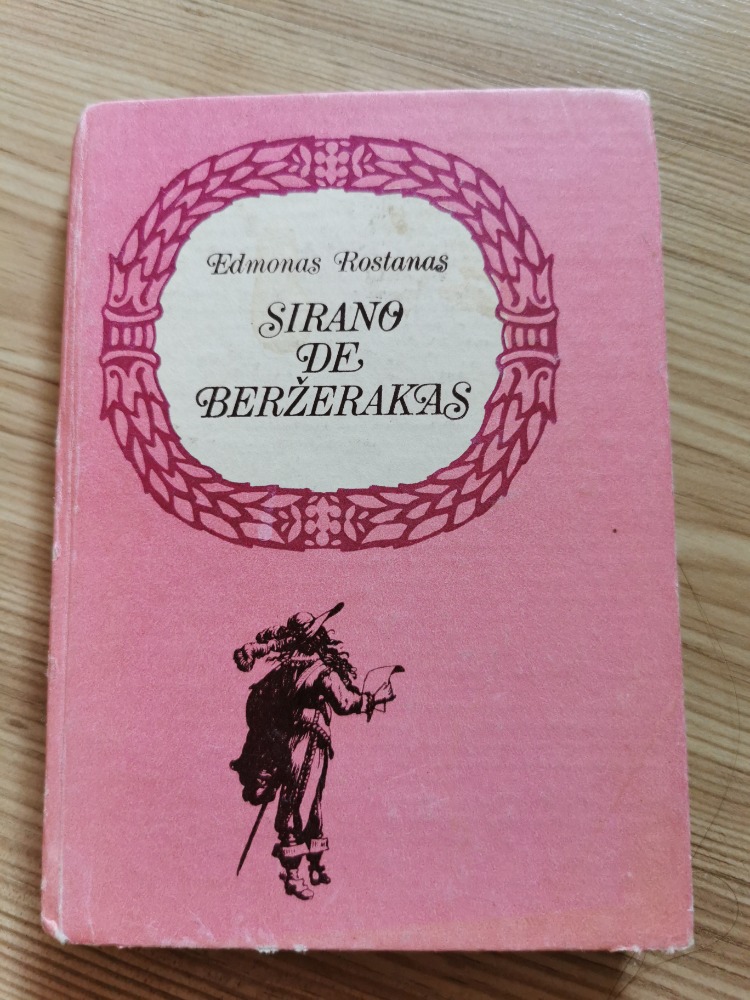 Edmonas Rostanas
SIRANO
DE
BERŽERAKAS